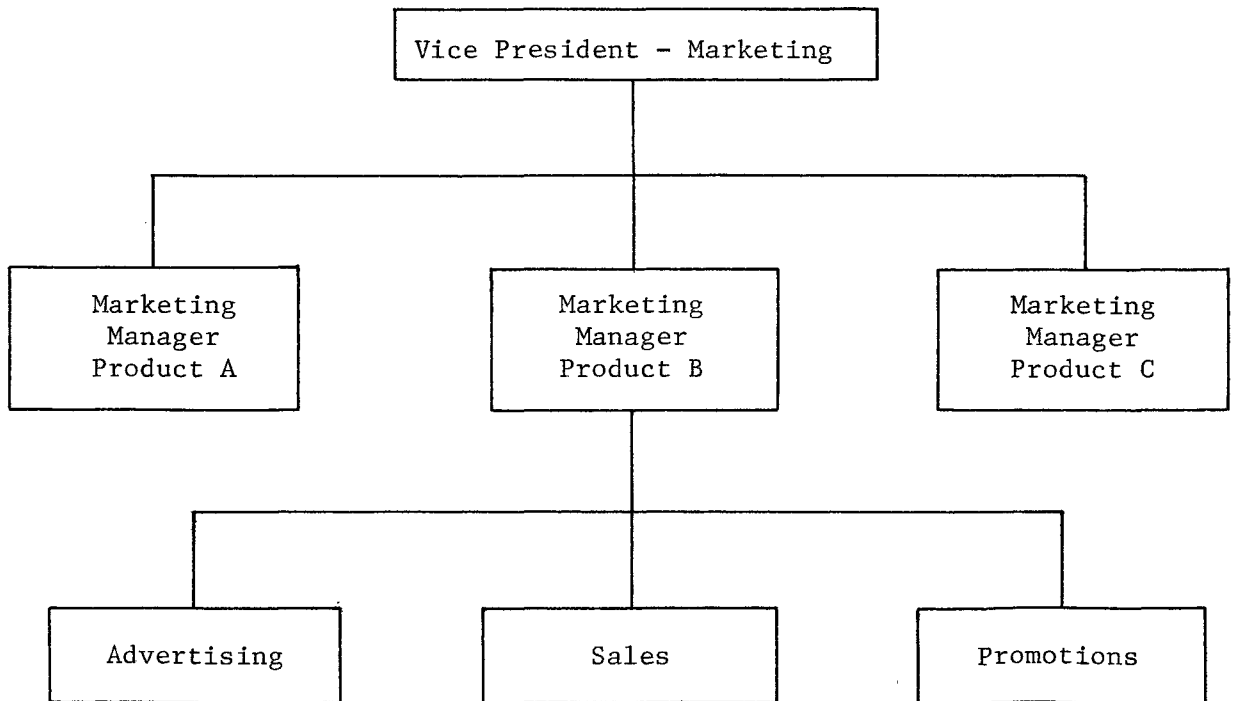 Vice President - Marketing
Marketing
Manager
Product A
Marketing
Manager
Product B
Marketing
Manager
Product C
Advertising
Sales
Promotions